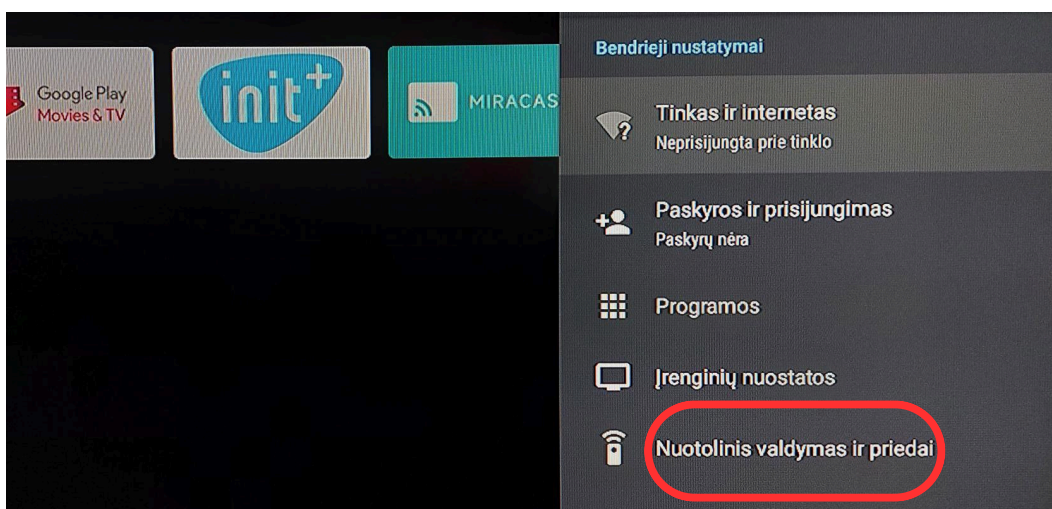 Google Play
Movies & TV
init+
MIRACAS
Bendrieji nustatymai
Tinkas ir internetas
Neprisijungta prie tinklo
Paskyros ir prisijungimas
Paskyrų nėra
Programos
Įrenginių nuostatos
Nuotolinis valdymas ir priedai